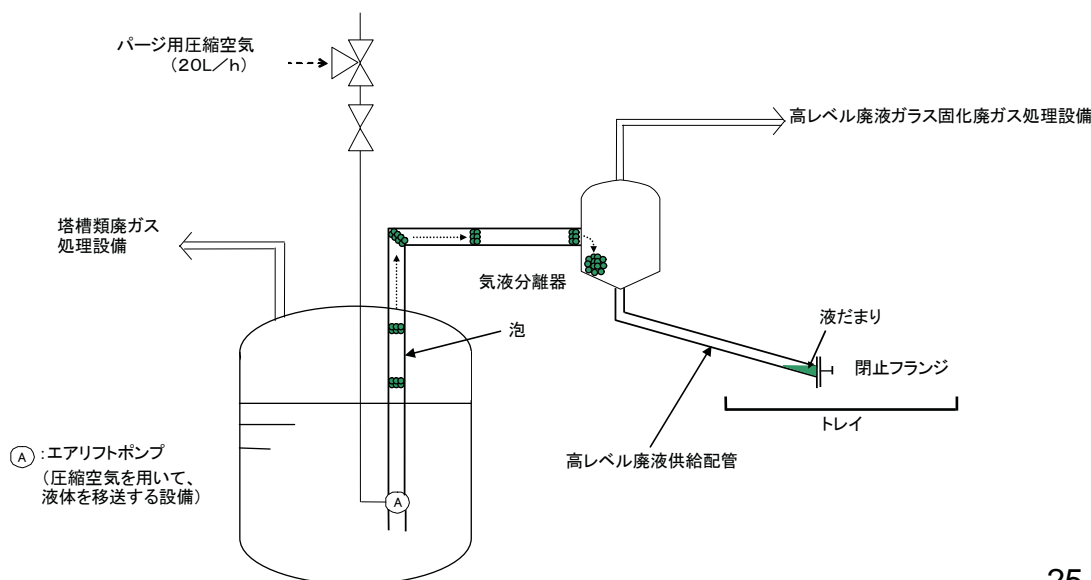 パージ用圧縮空気
(20L/h)
高レベル廃液ガラス固化廃ガス処理設備
塔槽類廃ガス
処理設備
気液分離器
泡
液だまり
閉止フランジ
トレイ
高レベル廃液供給配管
A :エアリフトポンプ
(圧縮空気を用いて、
液体を移送する設備)
A
25